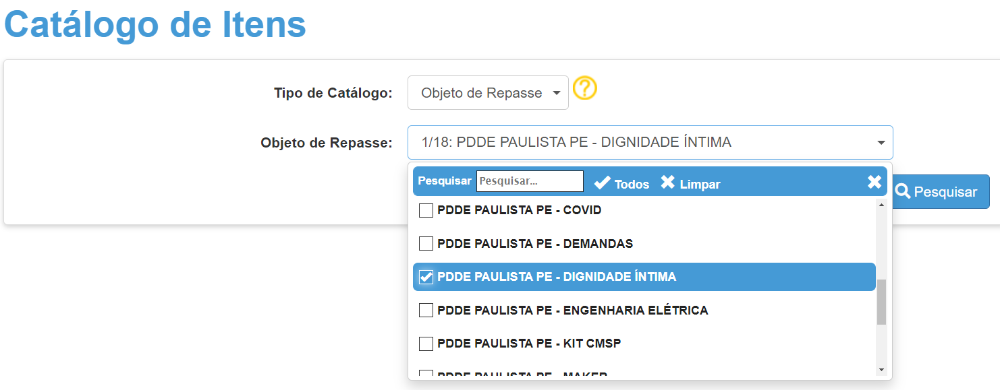 Catálogo de Itens
Tipo de Catálogo: Objeto de Repasse
Objeto de Repasse: 1/18: PDDE PAULISTA PE - DIGNIDADE ÍNTIMA
Pesquisar Pesquisar... Todos Limpar
Pesquisar
PDDE PAULISTA PE - COVID
PDDE PAULISTA PE - DEMANDAS
PDDE PAULISTA PE - DIGNIDADE ÍNTIMA
PDDE PAULISTA PE - ENGENHARIA ELÉTRICA
PDDE PAULISTA PE - KIT CMSP
PDDE PAULISTA PE - MAKER